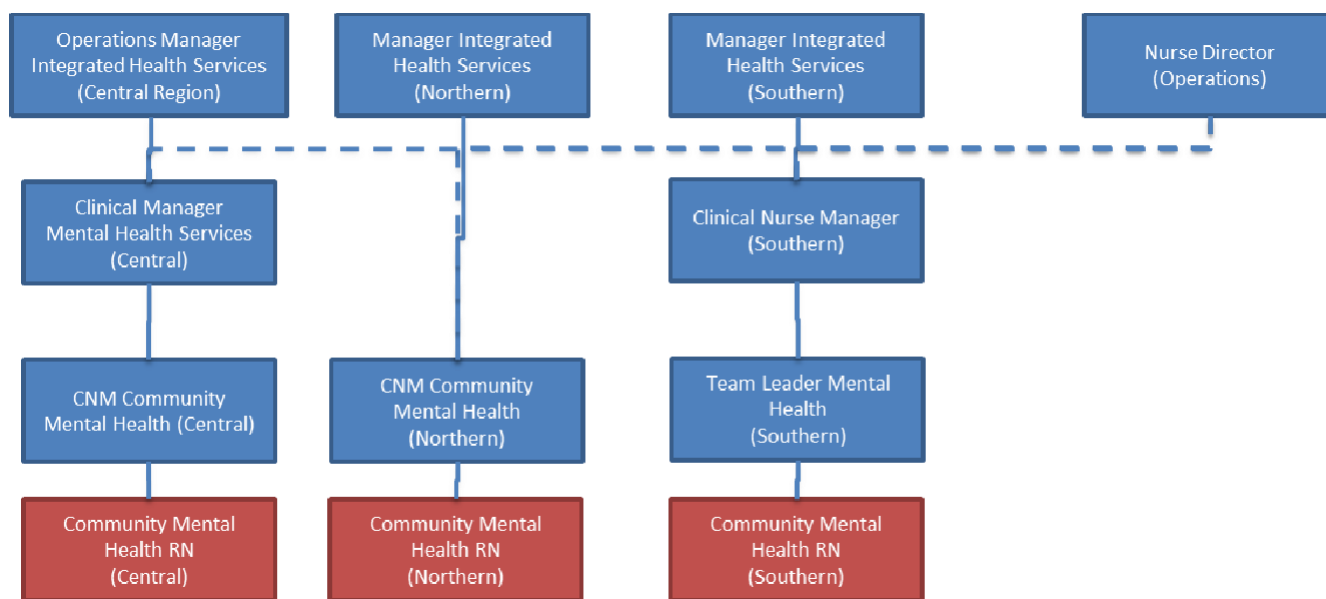 Operations Manager
Integrated Health Services
(Central Region)
Manager Integrated
Health Services
(Northern)
Manager Integrated
Health Services
(Southern)
Nurse Director
(Operations)
Clinical Manager
Mental Health Services
(Central)
Clinical Nurse Manager
(Southern)
CNM Community
Mental Health (Central)
CNM Community
Mental Health
(Northern)
Team Leader Mental
Health
(Southern)
Community Mental
Health RN
(Central)
Community Mental
Health RN
(Northern)
Community Mental
Health RN
(Southern)